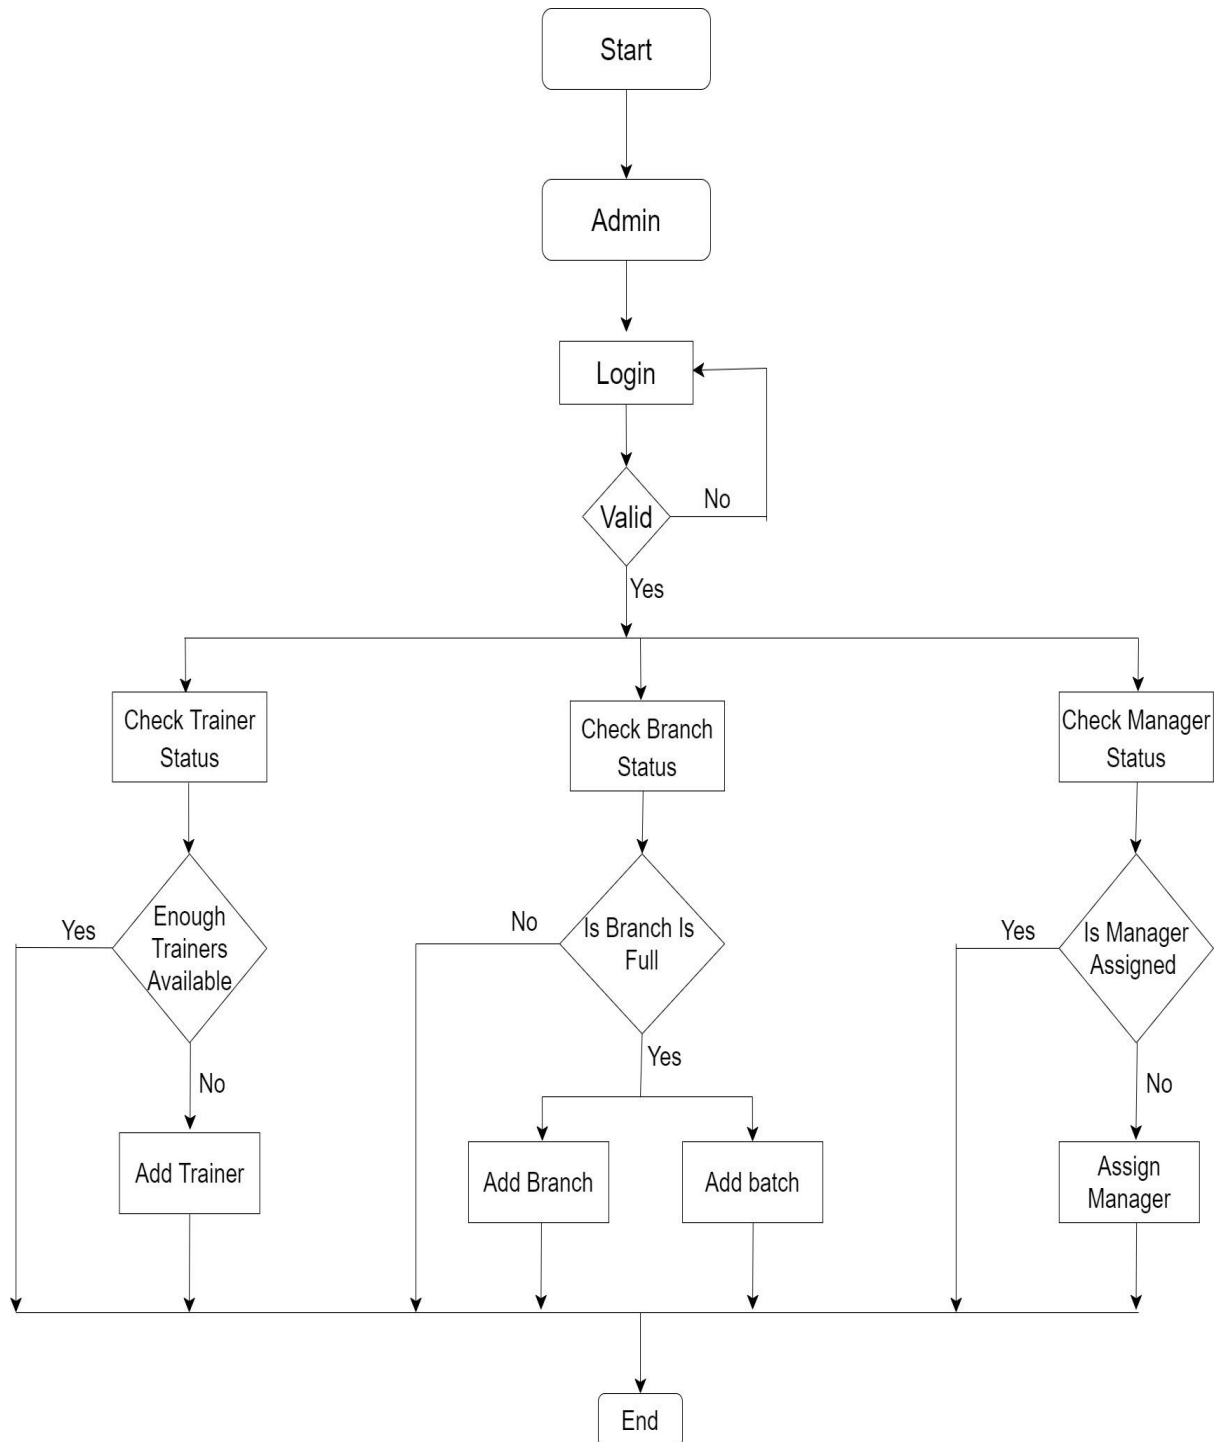 Start
Admin
Login
No
Valid
Yes
Check Trainer
Status
Check Branch
Status
Check Manager
Status
Yes
Enough
Trainers
Available
No
No
Is Branch Is
Full
Yes
Yes
Is Manager
Assigned
No
Add Trainer
Add Branch
Add batch
Assign
Manager
End